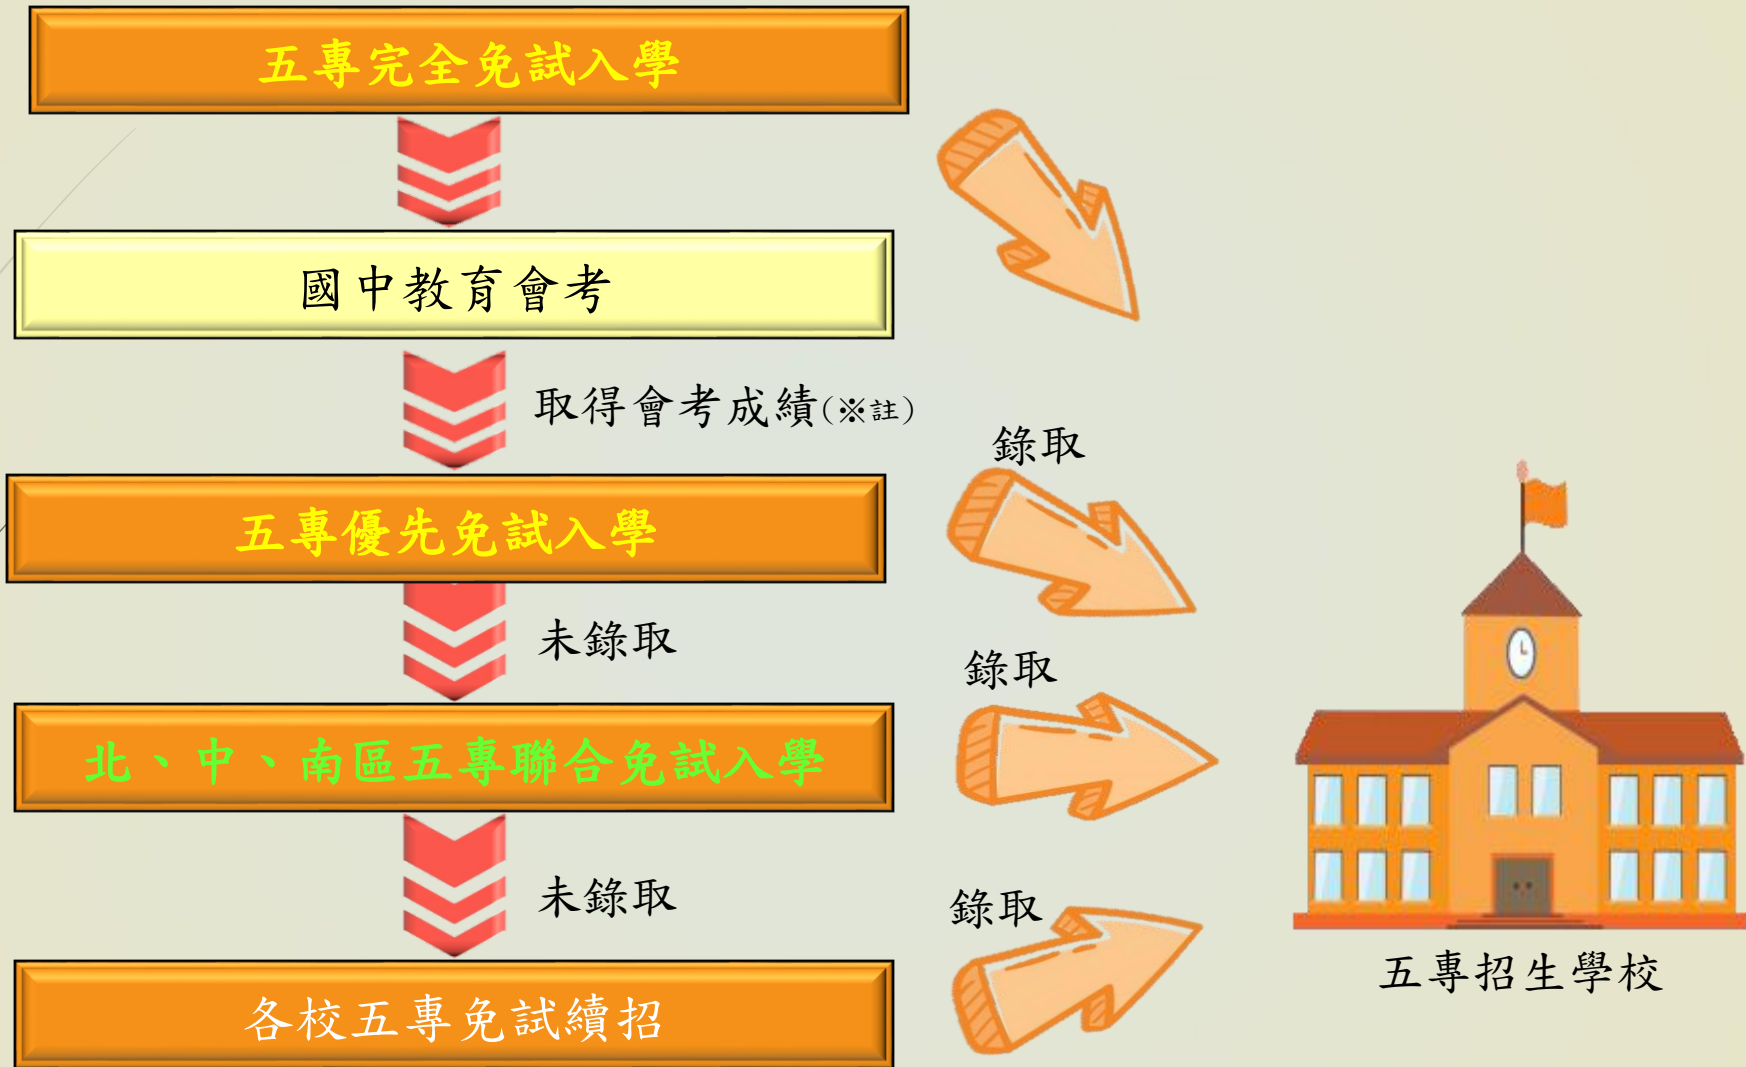 五專完全免試入學
國中教育會考
取得會考成績(※註)
錄取
五專優先免試入學
未錄取
錄取
北、中、南區五專聯合免試入學
未錄取
錄取
五專招生學校
各校五專免試續招